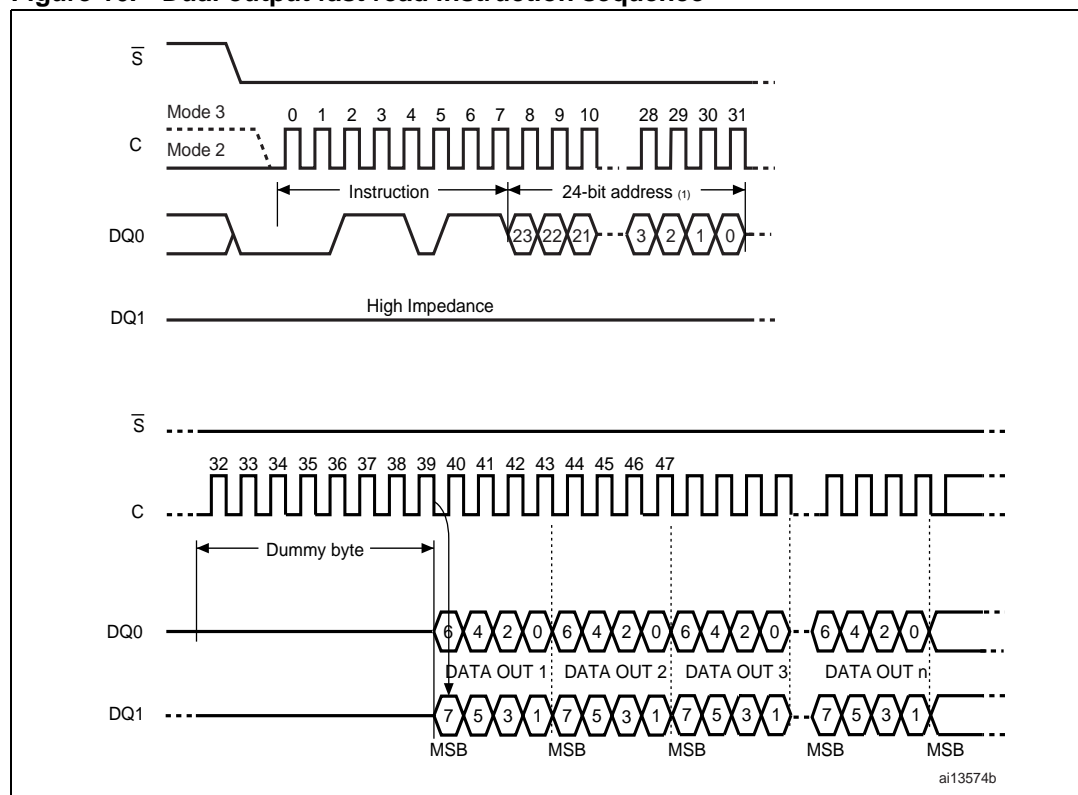 Figure 16. Dual output fast read instruction sequence
S
Mode 3
0 1 2 3 4 5 6 7 8 9 10 28 29 30 31
C
Mode 2
Instruction 24-bit address (1)
DQ0 23 22 21 3 2 1 0
High Impedance
DQ1
S
32 33 34 35 36 37 38 39 40 41 42 43 44 45 46 47
C
Dummy byte
DQ0 6 4 2 0 6 4 2 0 6 4 2 0 6 4 2 0
DATA OUT 1 DATA OUT 2 DATA OUT 3 DATA OUT n
DQ1 7 5 3 1 7 5 3 1 7 5 3 1 7 5 3 1
MSB MSB MSB MSB MSB
ai13574b